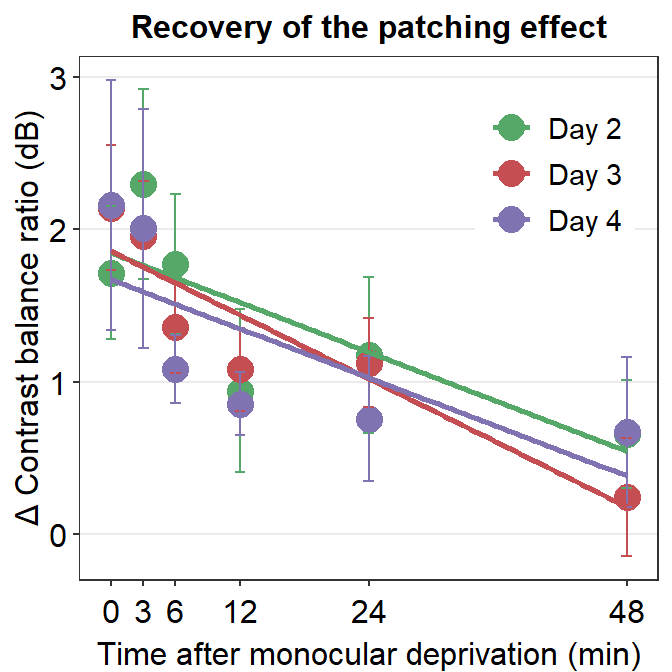 Recovery of the patching effect
Δ Contrast balance ratio (dB)
3
2
1
0
Day 2
Day 3
Day 4
0 3 6 12 24 48
Time after monocular deprivation (min)